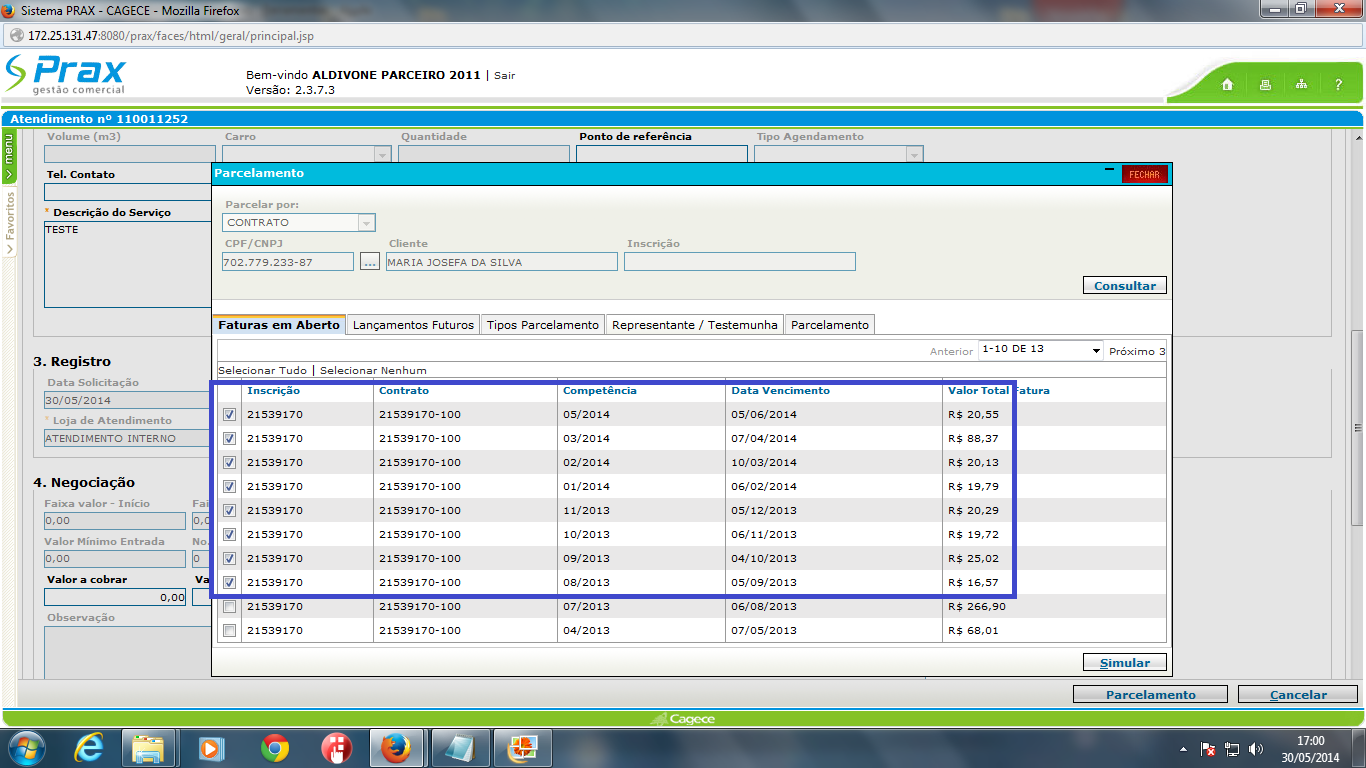 Sistema PRAX - CAGECE - Mozilla Firefox
172.25.131.47:8080/prax/faces/html/geral/principal.jsp
Prax
gestão comercial
Bem-vindo ALDIVONE PARCEIRO 2011 | Sair
Versão: 2.3.7.3
?
Atendimento nº 110011252
menu
Favoritos
Volume (m3) Carro Quantidade Ponto de referência Tipo Agendamento
Tel. Contato
* Descrição do Serviço
TESTE
3. Registro
Data Solicitação
30/05/2014
* Loja de Atendimento
ATENDIMENTO INTERNO
4. Negociação
Faixa valor - Início Fai
0,00 0,0
Valor Mínimo Entrada No.
0,00 0
Valor a cobrar Va
0,00
Observação
Parcelamento FECHAR
Parcelar por:
CONTRATO
CPF/CNPJ Cliente Inscrição
702.779.233-87 ... MARIA JOSEFA DA SILVA
Consultar
Faturas em Aberto Lançamentos Futuros Tipos Parcelamento Representante / Testemunha Parcelamento
Anterior 1-10 DE 13 Próximo 3
Selecionar Tudo | Selecionar Nenhum
Inscrição Contrato Competência Data Vencimento Valor Total Fatura
21539170 21539170-100 05/2014 05/06/2014 R$ 20,55
21539170 21539170-100 03/2014 07/04/2014 R$ 88,37
21539170 21539170-100 02/2014 10/03/2014 R$ 20,13
21539170 21539170-100 01/2014 06/02/2014 R$ 19,79
21539170 21539170-100 11/2013 05/12/2013 R$ 20,29
21539170 21539170-100 10/2013 06/11/2013 R$ 19,72
21539170 21539170-100 09/2013 04/10/2013 R$ 25,02
21539170 21539170-100 08/2013 05/09/2013 R$ 16,57
21539170 21539170-100 07/2013 06/08/2013 R$ 266,90
21539170 21539170-100 04/2013 07/05/2013 R$ 68,01
Simular
Parcelamento Cancelar
Cagece
17:00
30/05/2014